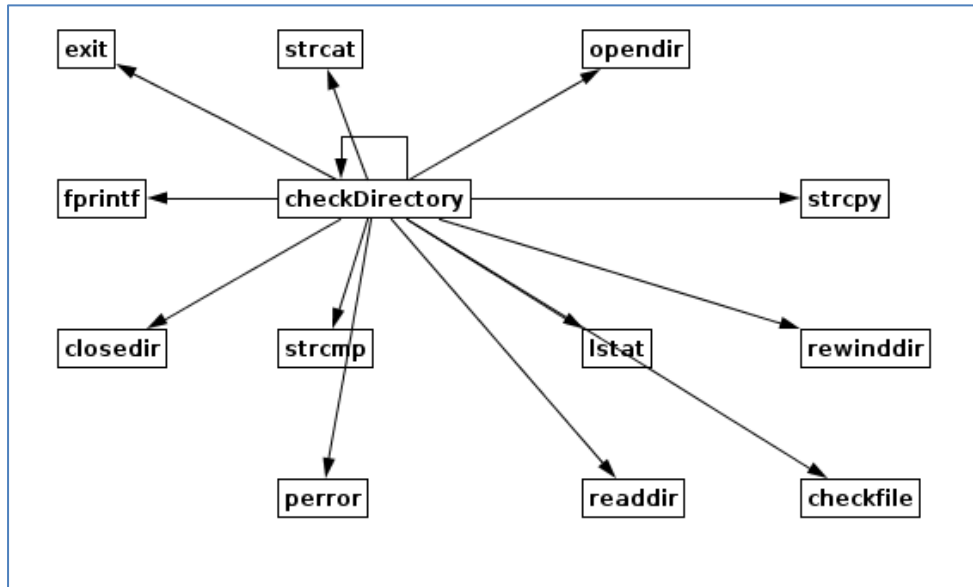 exit
strcat
opendir
fprintf
checkDirectory
strcpy
closedir
strcmp
lstat
rewinddir
perror
readdir
checkfile